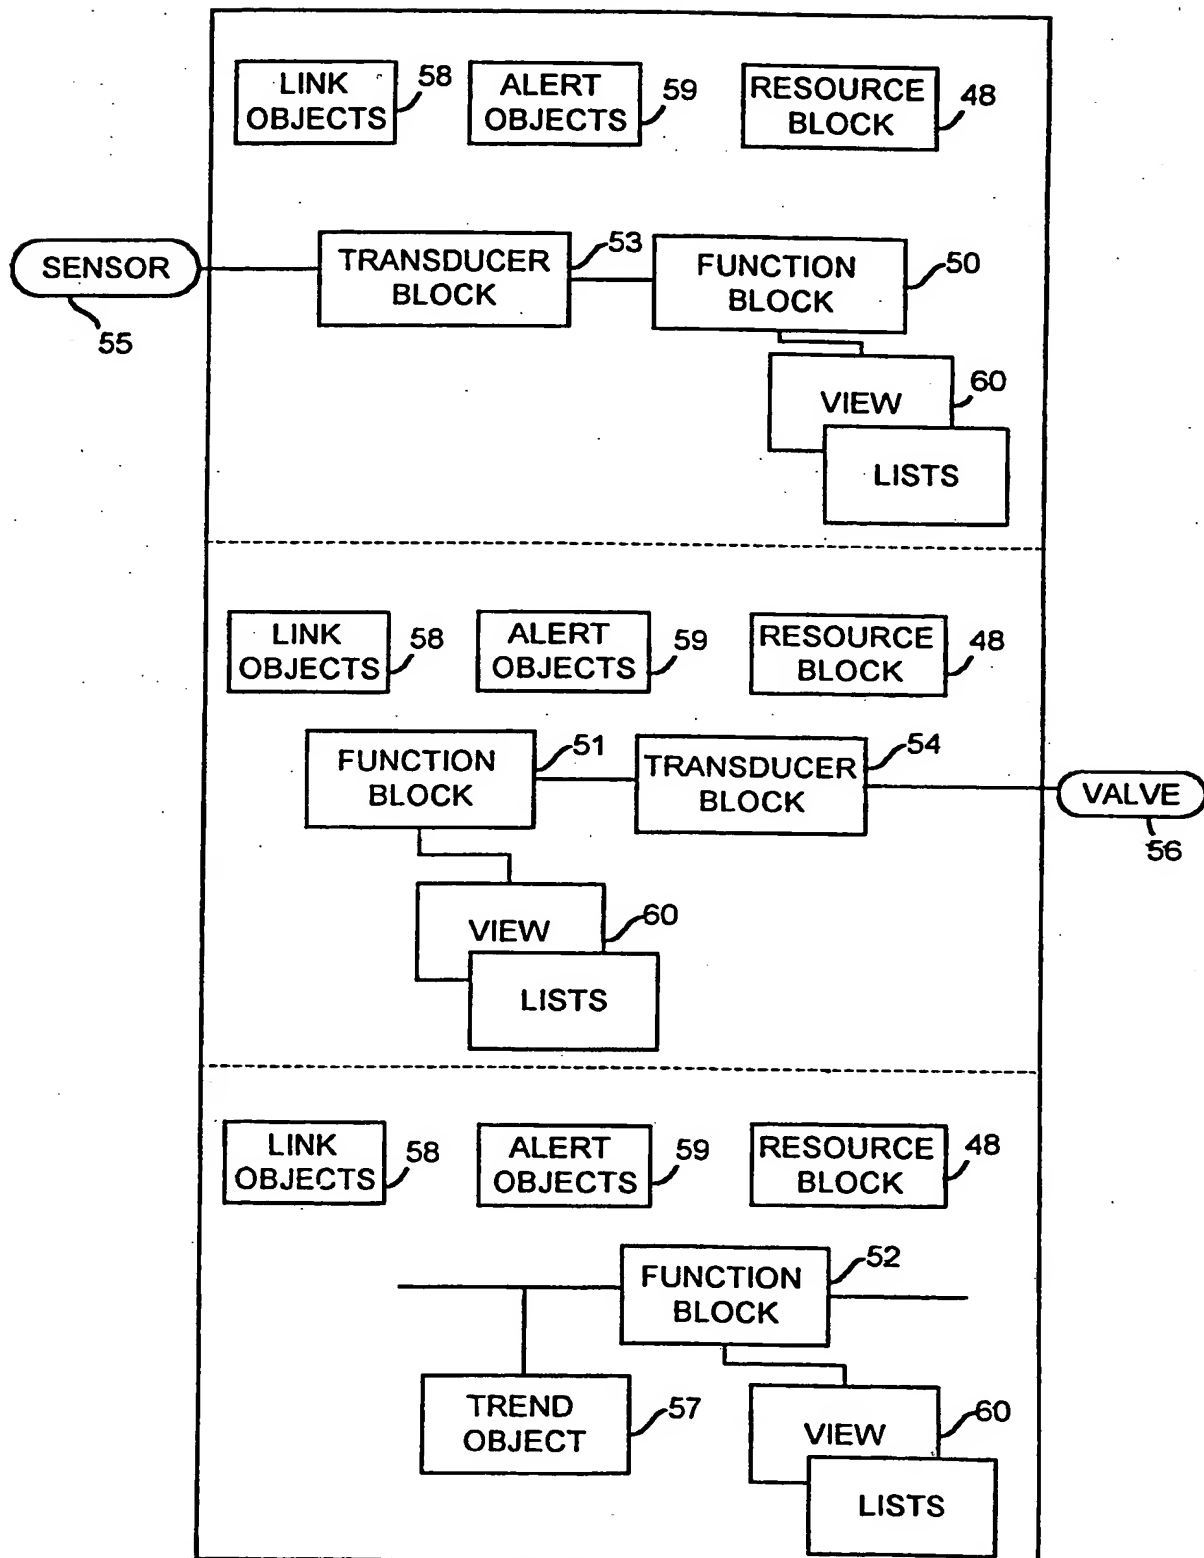 LINK
OBJECTS
58
ALERT
OBJECTS
59
RESOURCE
BLOCK
48
SENSOR
55
TRANSDUCER
BLOCK
53
FUNCTION
BLOCK
50
VIEW
60
LISTS
LINK
OBJECTS
58
ALERT
OBJECTS
59
RESOURCE
BLOCK
48
FUNCTION
BLOCK
51
TRANSDUCER
BLOCK
54
VALVE
56
VIEW
60
LISTS
LINK
OBJECTS
58
ALERT
OBJECTS
59
RESOURCE
BLOCK
48
FUNCTION
BLOCK
52
TREND
OBJECT
57
VIEW
60
LISTS